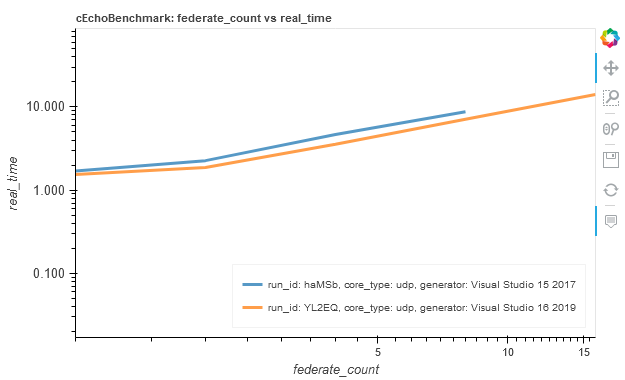 cEchoBenchmark: federate_count vs real_time
10.000
1.000
0.100
real_time
run_id: haMSb, core_type: udp, generator: Visual Studio 15 2017
run_id: YL2EQ, core_type: udp, generator: Visual Studio 16 2019
5
10
15
federate_count